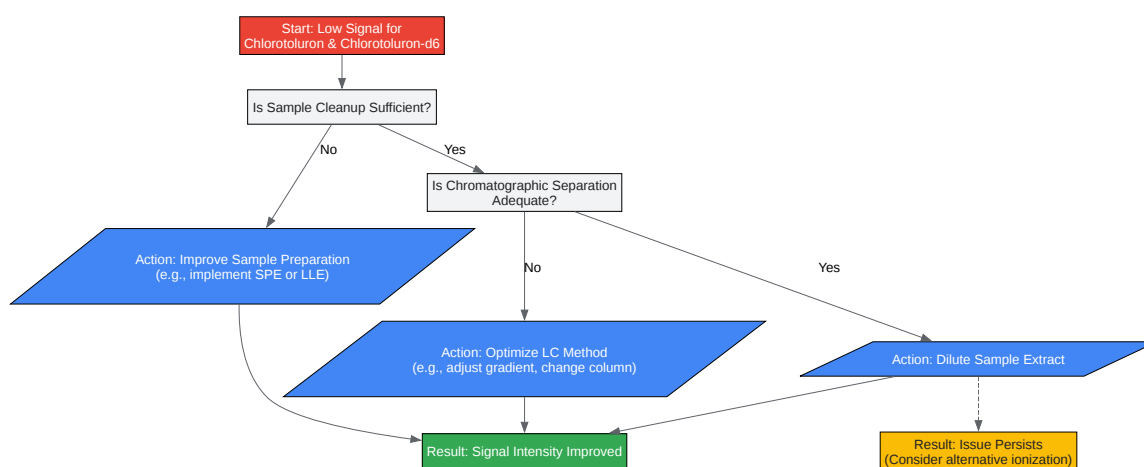 Start: Low Signal for
Chlorotoluron & Chlorotoluron-d6
Is Sample Cleanup Sufficient?
No
Yes
Is Chromatographic Separation
Adequate?
Action: Improve Sample Preparation
(e.g., implement SPE or LLE)
No
Yes
Action: Optimize LC Method
(e.g., adjust gradient, change column)
Action: Dilute Sample Extract
Result: Signal Intensity Improved
Result: Issue Persists
(Consider alternative ionization)